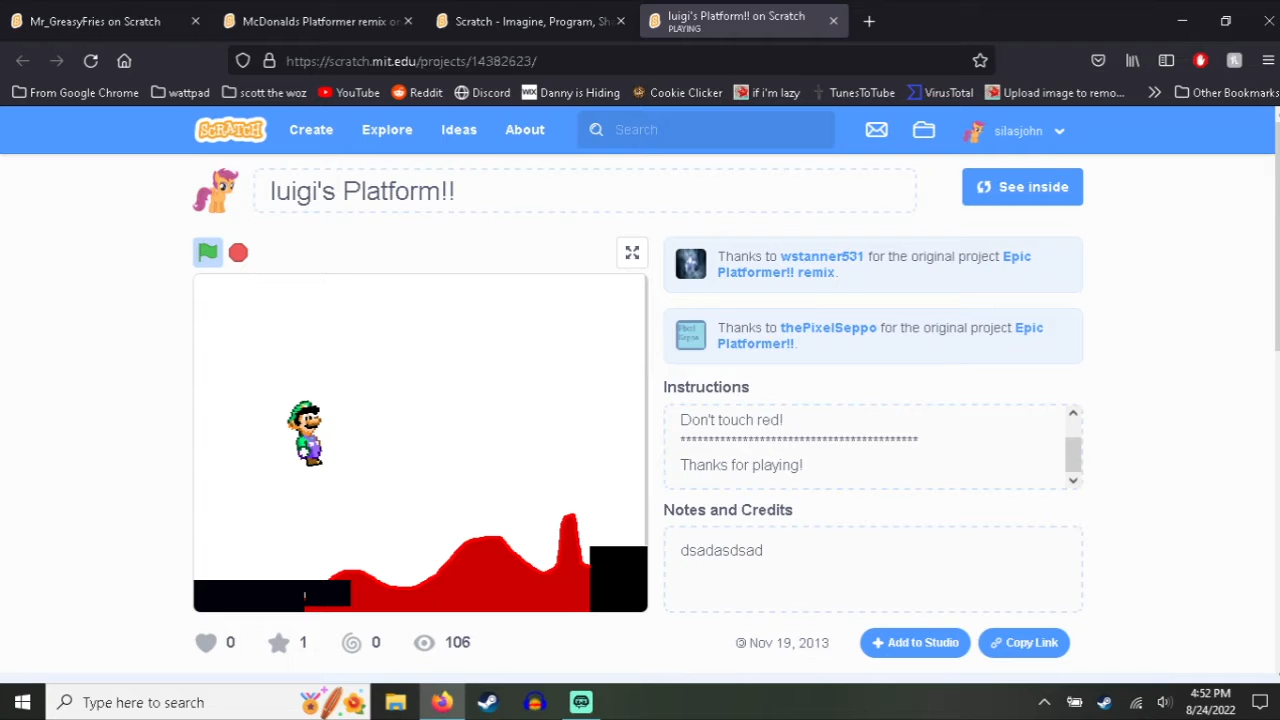 Mr_GreasyFries on Scratch
McDonalds Platformer remix o
Scratch - Imagine, Program, Sh
luigi's Platform!! on Scratch
PLAYING
https://scratch.mit.edu/projects/14382623/
From Google Chrome
wattpad
scott the woz
YouTube
Reddit
Discord
WIX Danny is Hiding
Cookie Clicker
if i'm lazy
TunesToTube
VirusTotal
Upload image to remo...
Other Bookmarks
SCRATCH
Create
Explore
Ideas
About
Search
silasjohn
luigi's Platform!!
See inside
Thanks to wstanner531 for the original project Epic
Platformer!! remix.
Thanks to thePixelSeppo for the original project Epic
Platformer!!.
Instructions
Don't touch red!
******************************************
Thanks for playing!
Notes and Credits
dsadasdsad
0
1
0
106
© Nov 19, 2013
Add to Studio
Copy Link
Type here to search
4:52 PM
8/24/2022